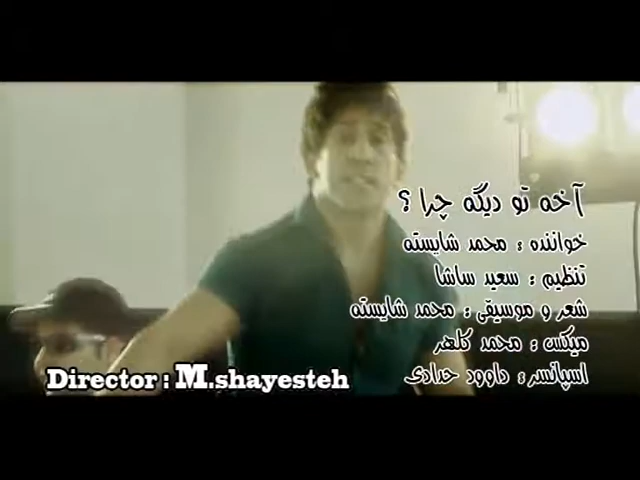 آخه تو دیگه چرا ؟
خواننده : محمد شایسته
تنظیم : سعید ساشا
شعر و موسیقی : محمد شایسته
میکس : محمد کلهر
اسپانسر : داوود حدادی
Director : M.shayesteh